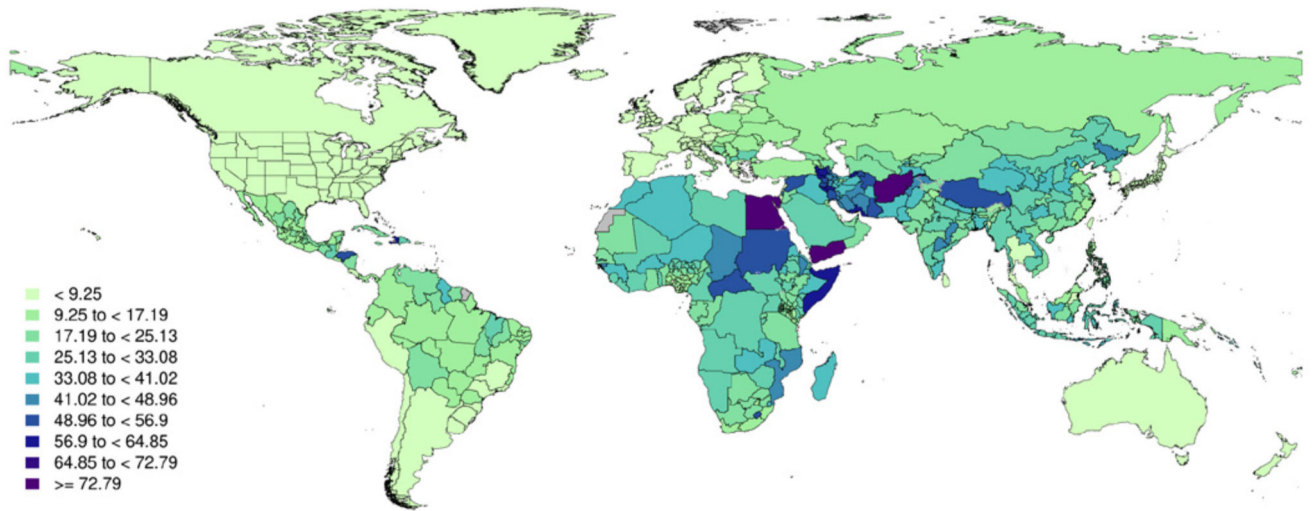 < 9.25
9.25 to < 17.19
17.19 to < 25.13
25.13 to < 33.08
33.08 to < 41.02
41.02 to < 48.96
48.96 to < 56.9
56.9 to < 64.85
64.85 to < 72.79
>= 72.79